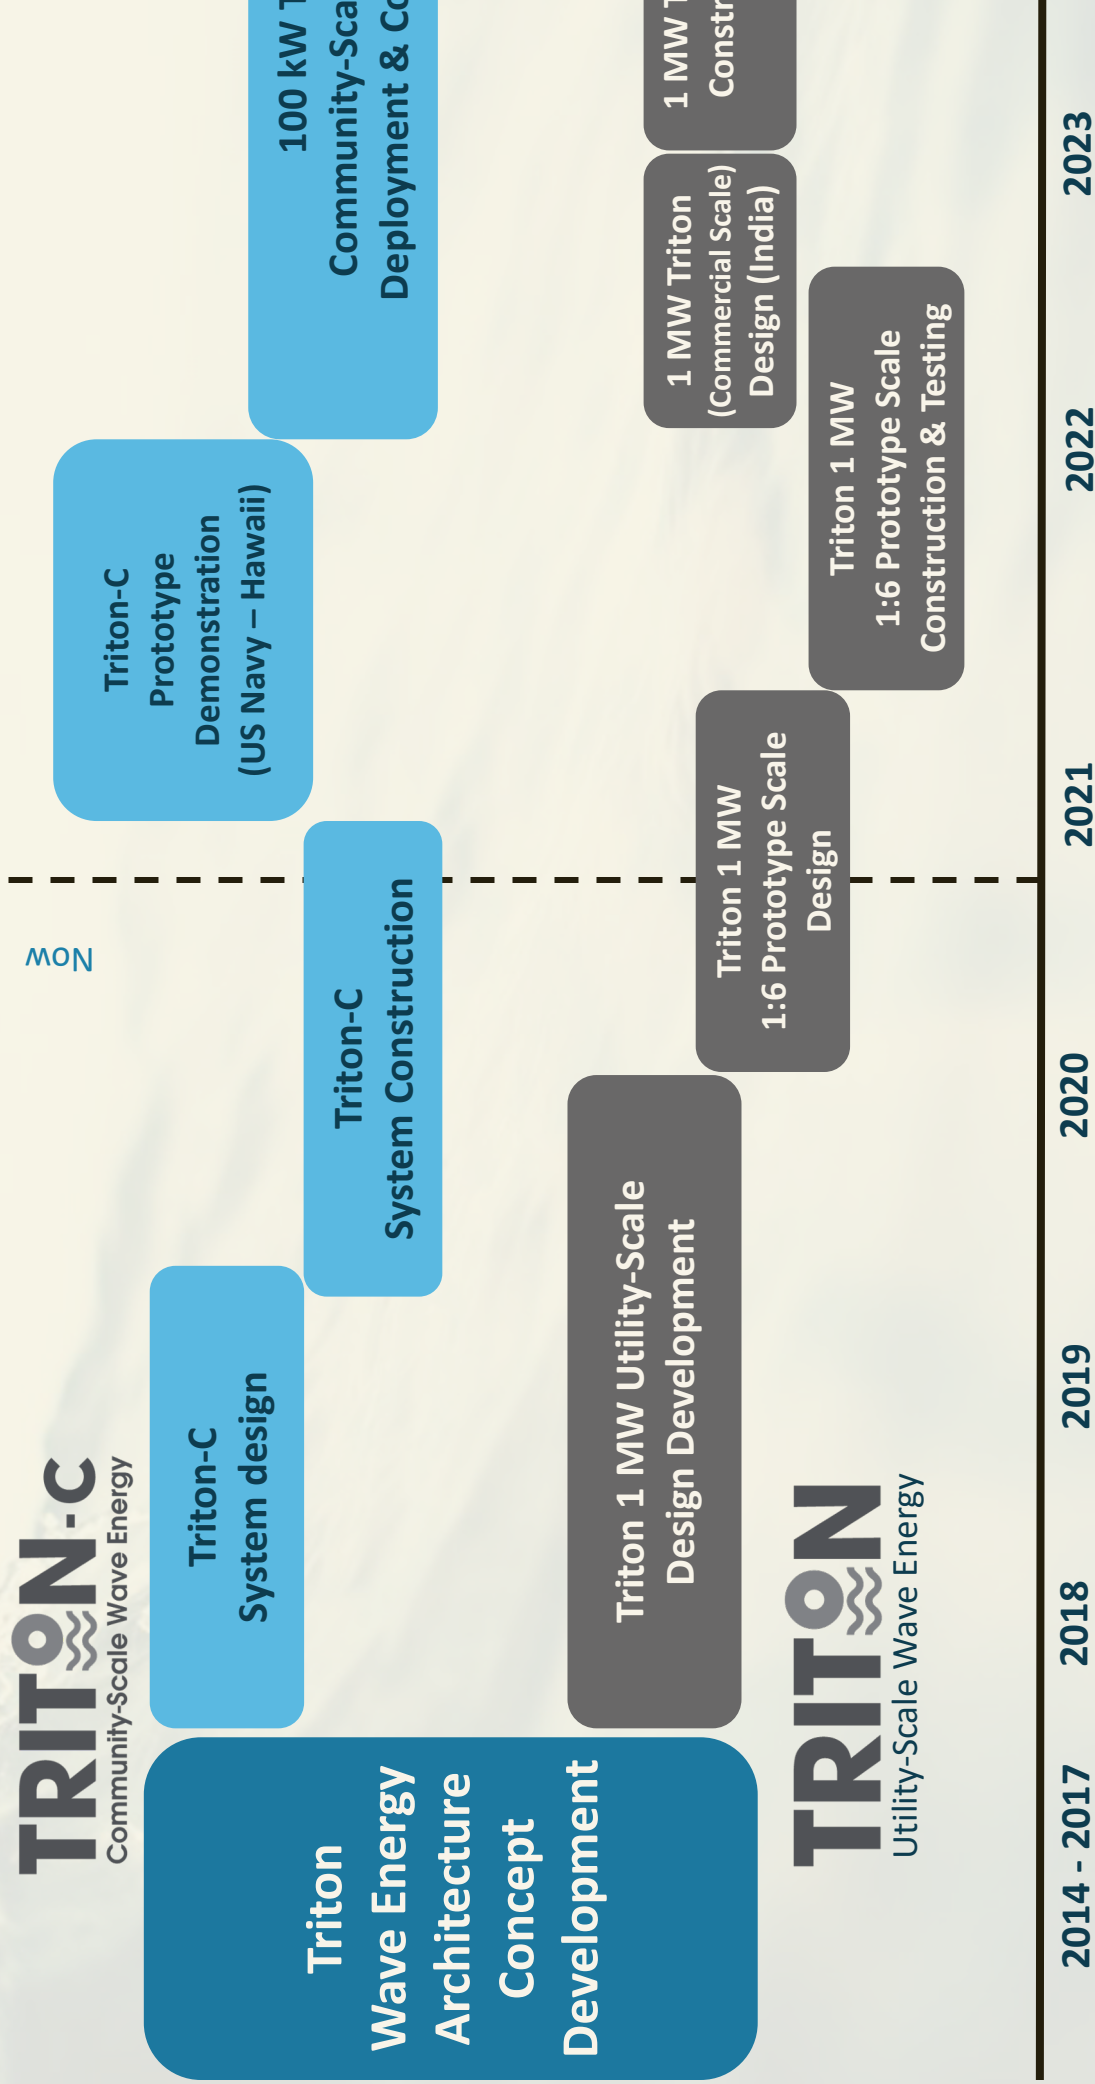 TRITON-C
Community-Scale Wave Energy
Now
Triton
Wave Energy
Architecture
Concept
Development
Triton-C
System design
Triton-C
System Construction
Triton-C
Prototype
Demonstration
(US Navy – Hawaii)
100 kW T
Community-Sca
Deployment & Co
Triton 1 MW Utility-Scale
Design Development
Triton 1 MW
1:6 Prototype Scale
Design
Triton 1 MW
1:6 Prototype Scale
Construction & Testing
1 MW Triton
(Commercial Scale)
Design (India)
1 MW T
Constr
TRITON
Utility-Scale Wave Energy
2014 - 2017
2018
2019
2020
2021
2022
2023